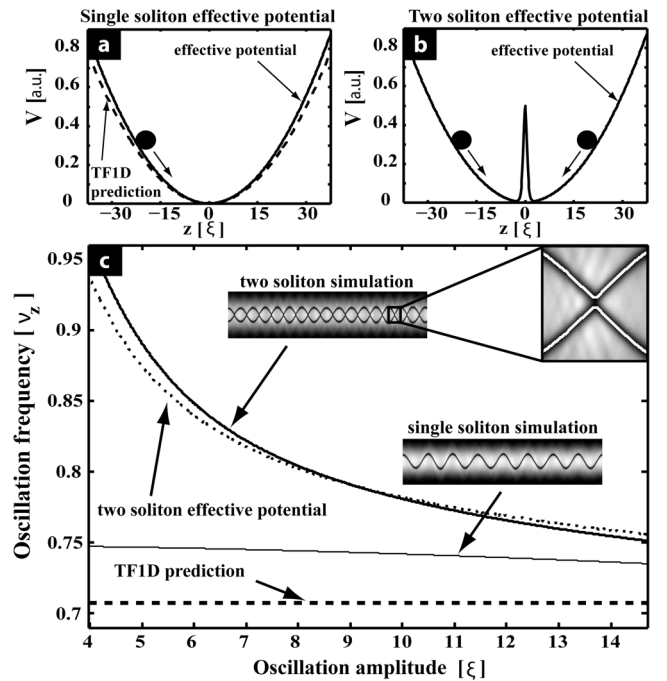 Single soliton effective potential
Two soliton effective potential
a
effective potential
TF1D
prediction
V [a.u.]
0.8
0.6
0.4
0.2
0
−30
−15
0
15
30
z [ξ]
b
effective potential
V [a.u.]
0.8
0.6
0.4
0.2
0
−30
−15
0
15
30
z [ξ]
c
two soliton simulation
single soliton simulation
two soliton effective potential
TF1D prediction
Oscillation frequency [ νz ]
0.95
0.9
0.85
0.8
0.75
0.7
4
5
6
7
8
9
10
11
12
13
14
Oscillation amplitude [ξ]